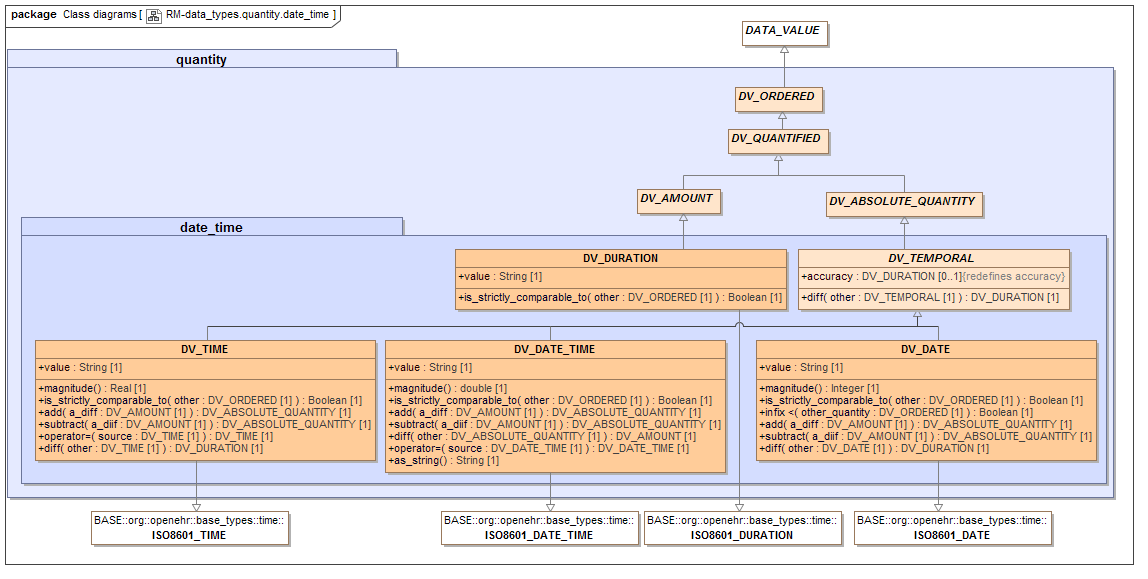 package Class diagrams [ RM-data_types.quantity.date_time ]
DATA_VALUE
quantity
DV_ORDERED
DV_QUANTIFIED
DV_AMOUNT
DV_ABSOLUTE_QUANTITY
date_time
DV_DURATION
+value : String [1]
+is_strictly_comparable_to( other : DV_ORDERED [1] ) : Boolean [1]
DV_TEMPORAL
+accuracy : DV_DURATION [0..1]{redefines accuracy}
+diff( other : DV_TEMPORAL [1] ) : DV_DURATION [1]
DV_TIME
+value : String [1]
+magnitude() : Real [1]
+is_strictly_comparable_to( other : DV_ORDERED [1] ) : Boolean [1]
+add( a_diff : DV_AMOUNT [1] ) : DV_ABSOLUTE_QUANTITY [1]
+subtract( a_diif : DV_AMOUNT [1] ) : DV_ABSOLUTE_QUANTITY [1]
+operator=( source : DV_TIME [1] ) : DV_TIME [1]
+diff( other : DV_TIME [1] ) : DV_DURATION [1]
DV_DATE_TIME
+value : String [1]
+magnitude() : double [1]
+is_strictly_comparable_to( other : DV_ORDERED [1] ) : Boolean [1]
+add( a_diff : DV_AMOUNT [1] ) : DV_ABSOLUTE_QUANTITY [1]
+subtract( a_diif : DV_AMOUNT [1] ) : DV_ABSOLUTE_QUANTITY [1]
+diff( other : DV_ABSOLUTE_QUANTITY [1] ) : DV_AMOUNT [1]
+operator=( source : DV_DATE_TIME [1] ) : DV_DATE_TIME [1]
+as_string() : String [1]
DV_DATE
+value : String [1]
+magnitude() : Integer [1]
+is_strictly_comparable_to( other : DV_ORDERED [1] ) : Boolean [1]
+infix <( other_quantity : DV_ORDERED [1] ) : Boolean [1]
+add( a_diff : DV_AMOUNT [1] ) : DV_ABSOLUTE_QUANTITY [1]
+subtract( a_diif : DV_AMOUNT [1] ) : DV_ABSOLUTE_QUANTITY [1]
+diff( other : DV_DATE [1] ) : DV_DURATION [1]
BASE::org::openehr::base_types::time::
ISO8601_TIME
BASE::org::openehr::base_types::time::
ISO8601_DATE_TIME
BASE::org::openehr::base_types::time::
ISO8601_DURATION
BASE::org::openehr::base_types::time::
ISO8601_DATE